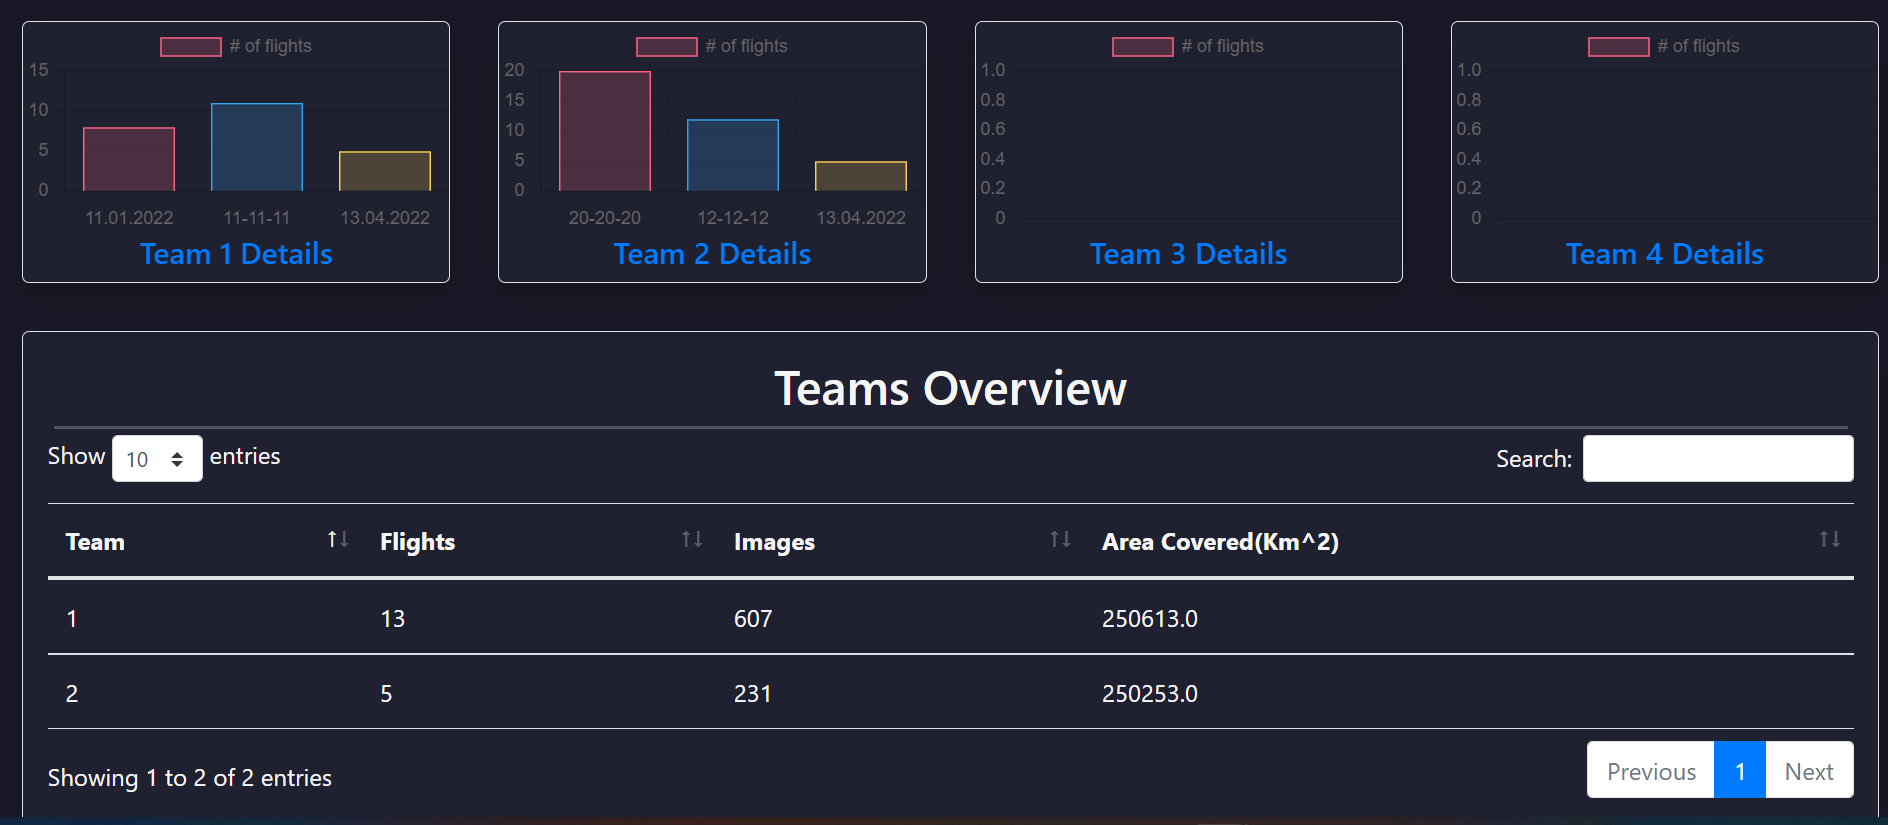 # of flights
15
10
5
0
11.01.2022 11-11-11 13.04.2022
Team 1 Details
# of flights
20
15
10
5
0
20-20-20 12-12-12 13.04.2022
Team 2 Details
# of flights
1.0
0.8
0.6
0.4
0.2
0
Team 3 Details
# of flights
1.0
0.8
0.6
0.4
0.2
0
Team 4 Details
Teams Overview
Show 10 entries Search:
Team Flights Images Area Covered(Km^2)
1 13 607 250613.0
2 5 231 250253.0
Showing 1 to 2 of 2 entries Previous 1 Next